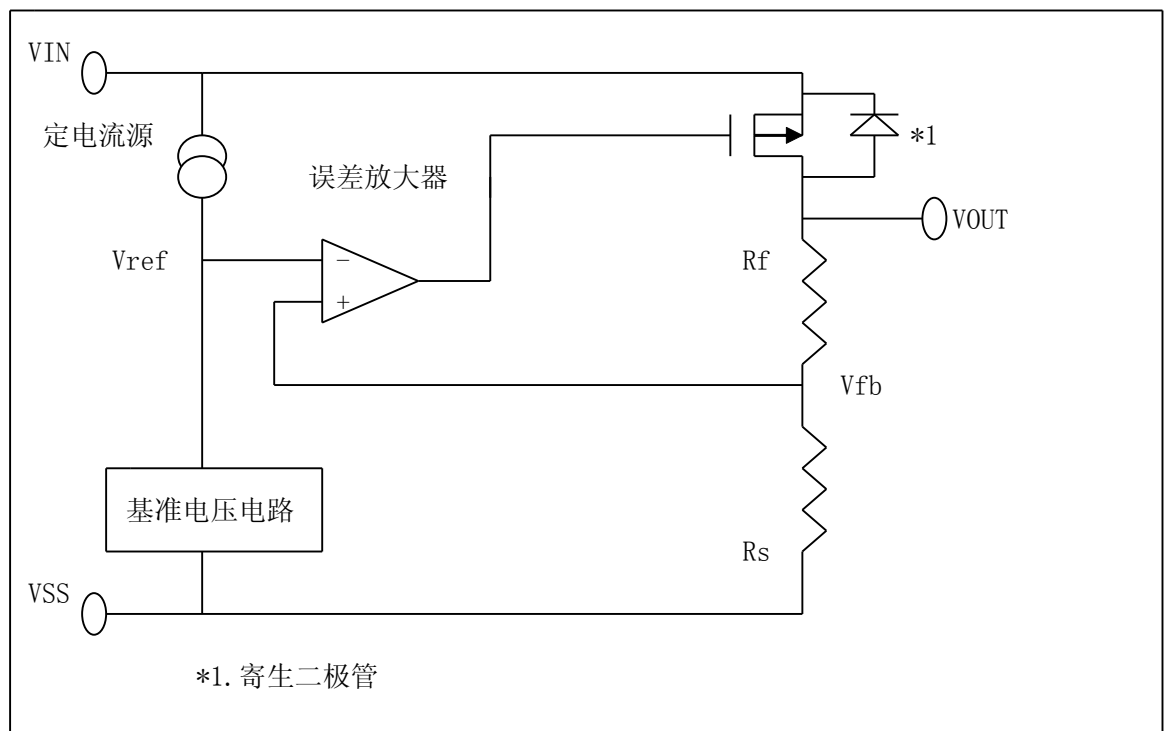 VIN
定电流源
*1
误差放大器
VOUT
Vref
Rf
−
+
Vfb
基准电压电路
Rs
VSS
*1.寄生二极管